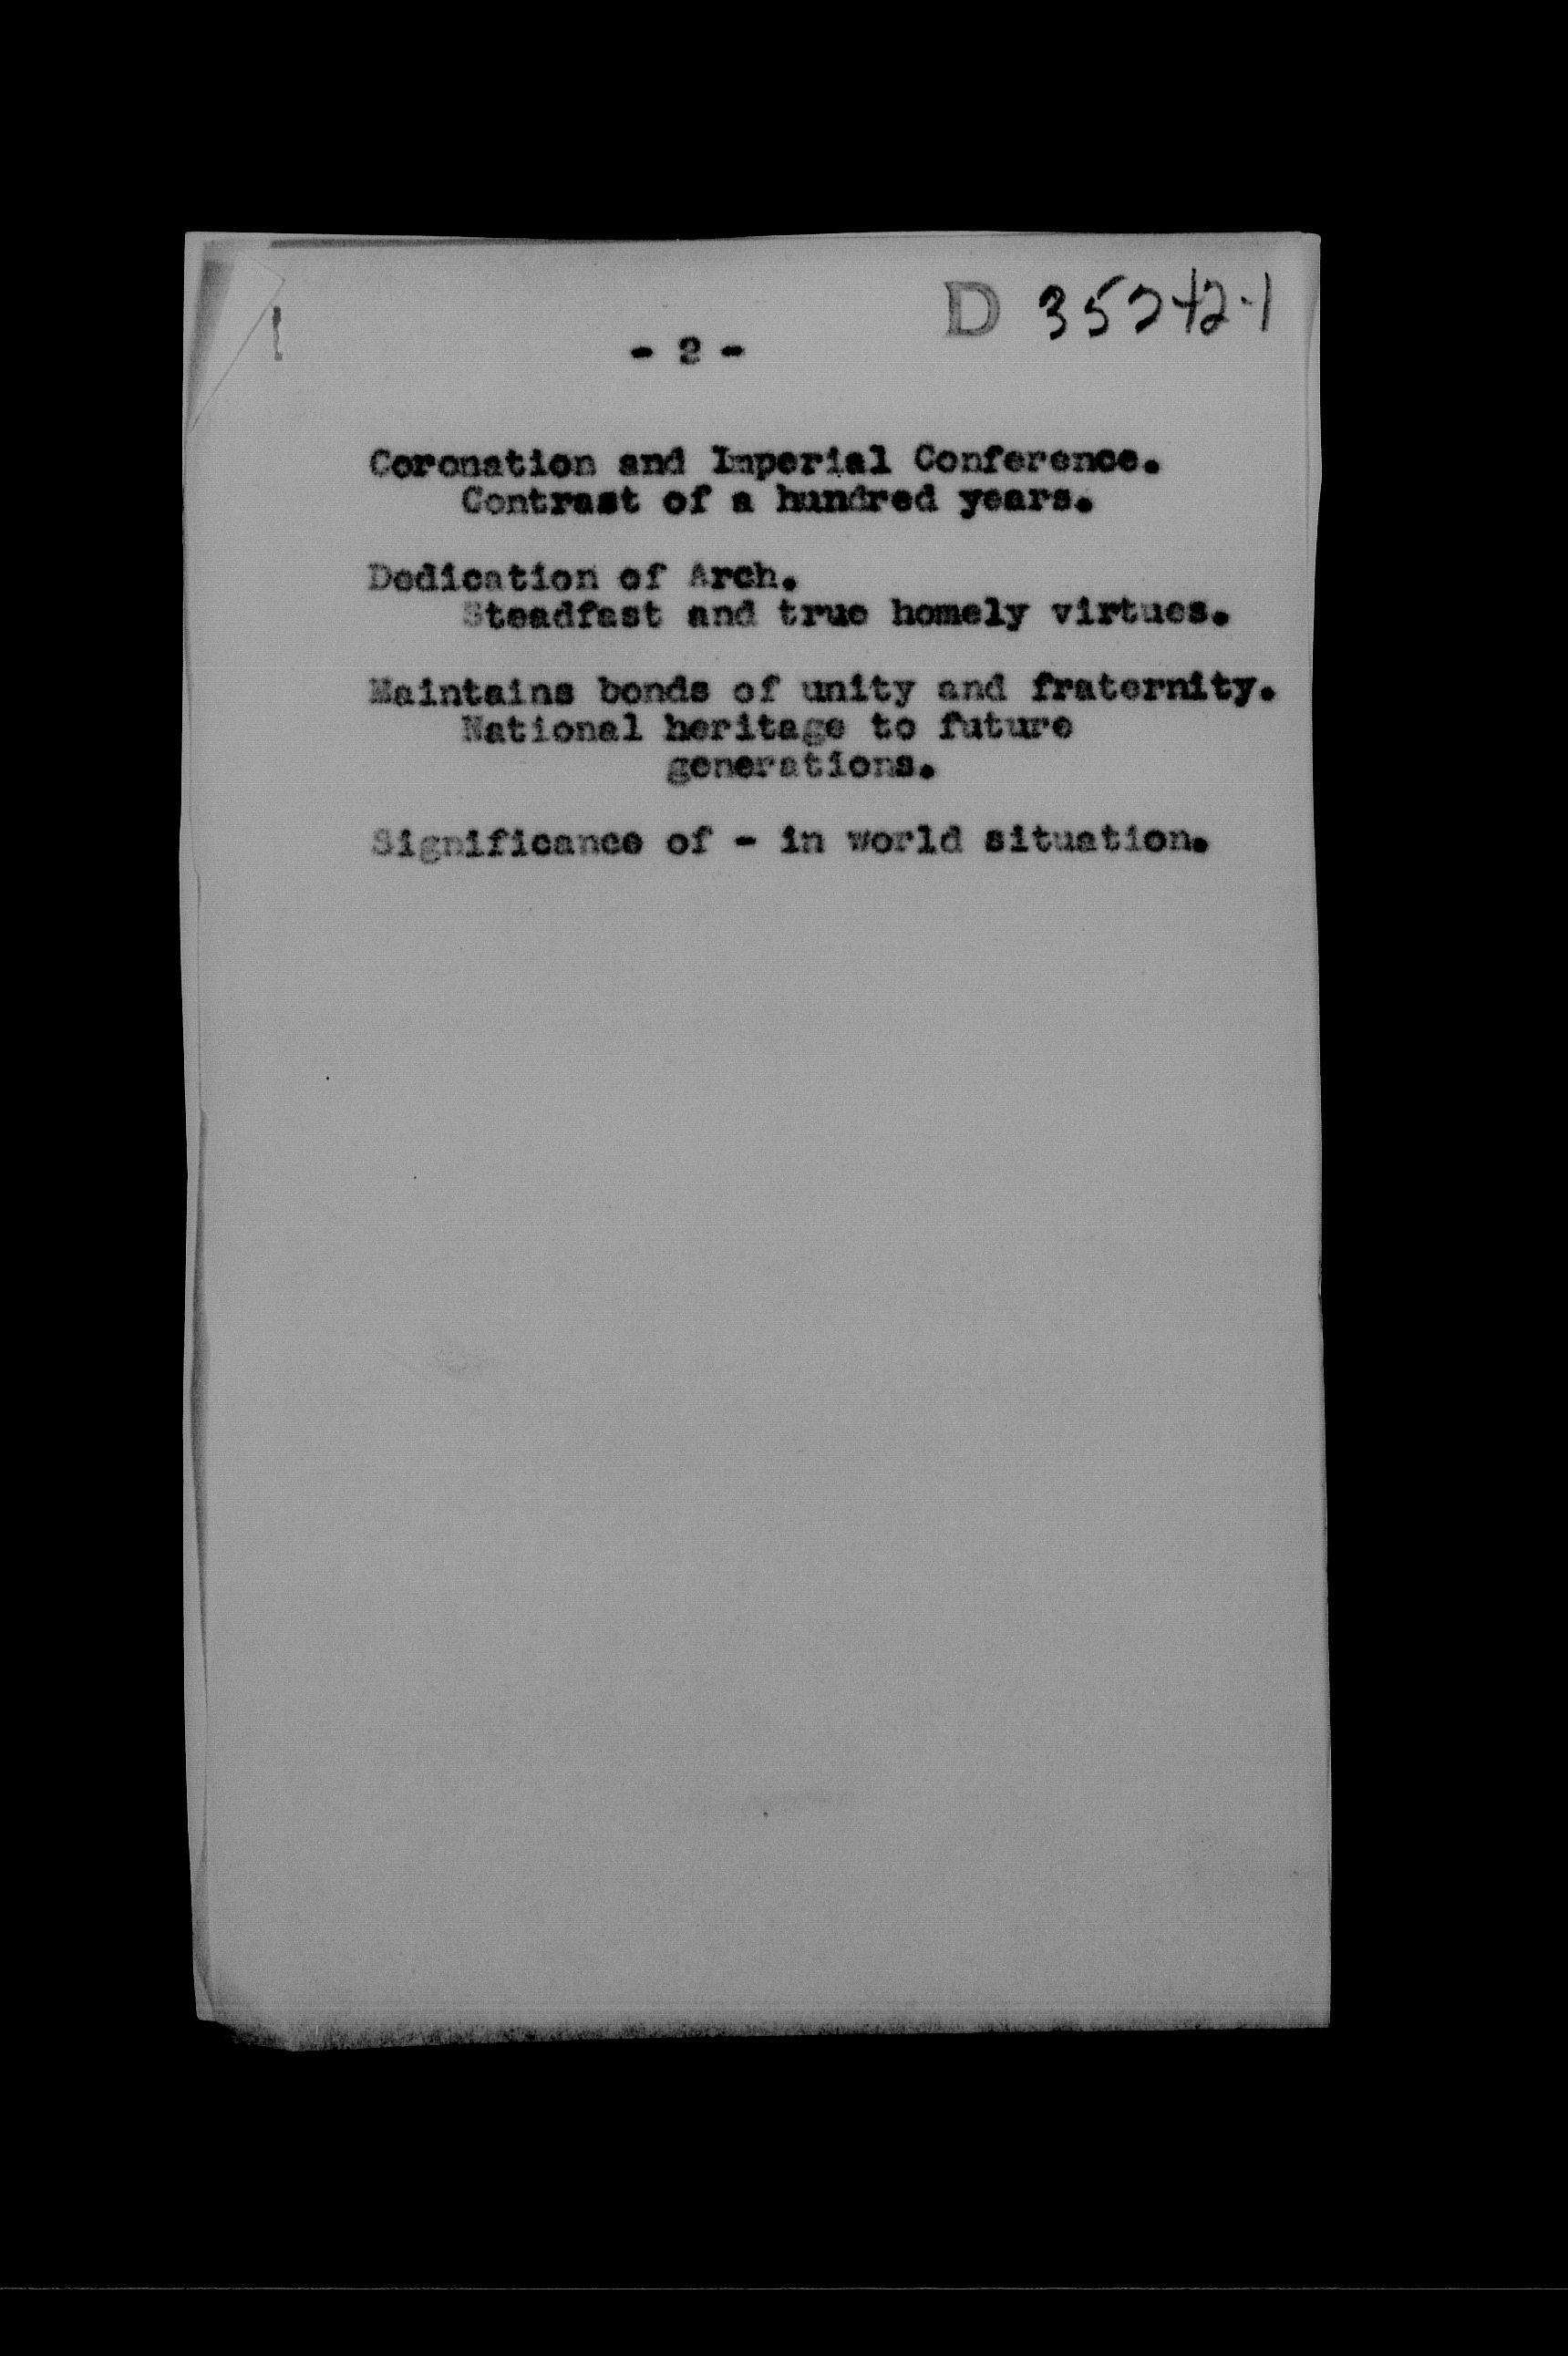 D 35242-1
- 2 -
Coronation and Imperial Conference.
Contrast of a hundred years.
Dedication of Arch.
Steadfast and true homely virtues.
Maintains bonds of unity and fraternity.
National heritage to future
generations.
Significance of - in world situation.